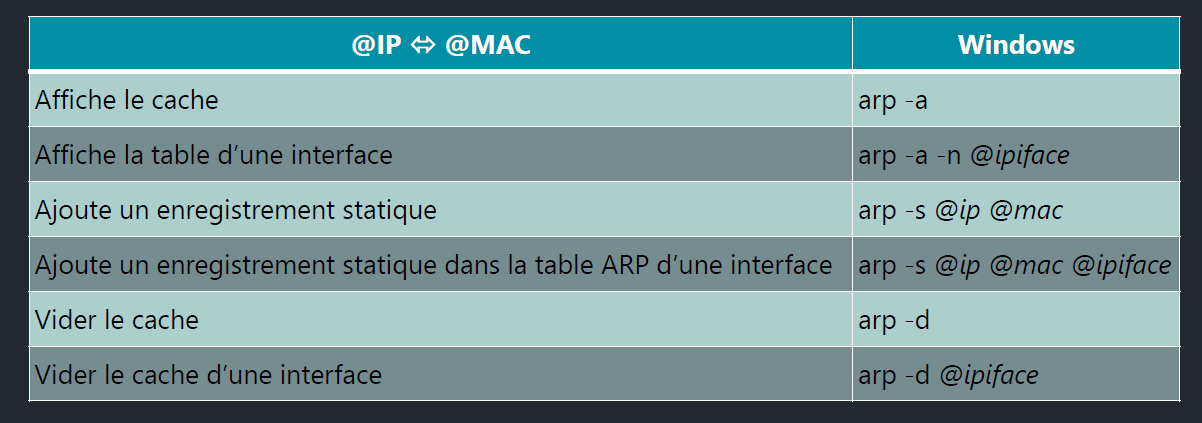 @IP ⬄ @MAC Windows
Affiche le cache arp -a
Affiche la table d’une interface arp -a -n @ipiface
Ajoute un enregistrement statique arp -s @ip @mac
Ajoute un enregistrement statique dans la table ARP d’une interface arp -s @ip @mac @ipiface
Vider le cache arp -d
Vider le cache d’une interface arp -d @ipiface